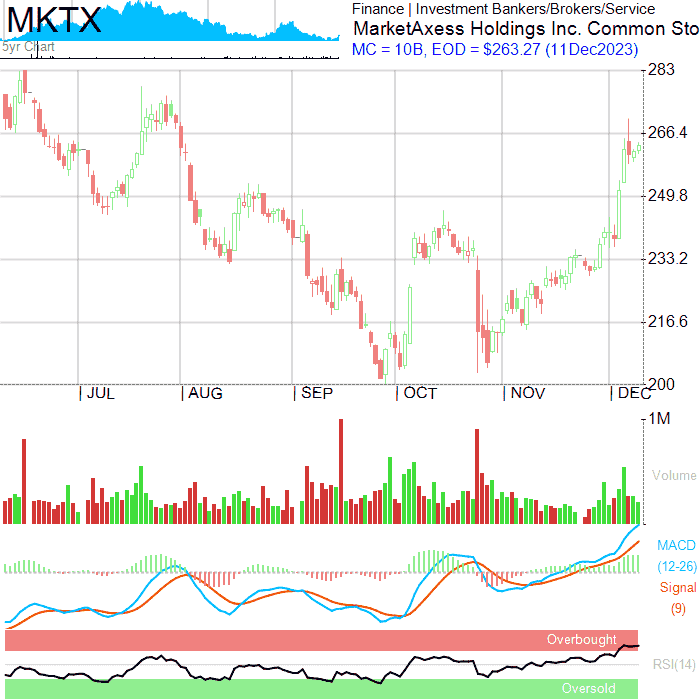 MKTX
5yr Chart
Finance | Investment Bankers/Brokers/Service
MarketAxess Holdings Inc. Common Sto
MC = 10B, EOD = $263.27 (11Dec2023)
283
266.4
249.8
233.2
216.6
200
JUL
AUG
SEP
OCT
NOV
DEC
1M
Volume
MACD
(12-26)
Signal
(9)
Overbought
RSI(14)
Oversold